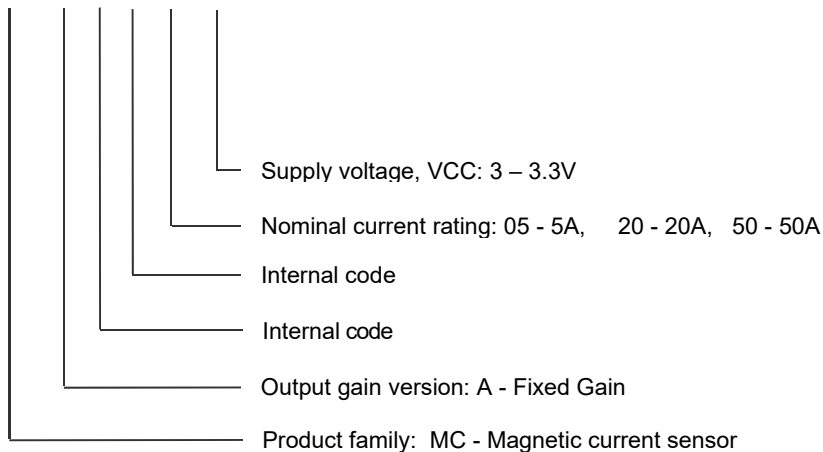 Supply voltage, VCC: 3 – 3.3V
Nominal current rating: 05 - 5A, 20 - 20A, 50 - 50A
Internal code
Internal code
Output gain version: A - Fixed Gain
Product family: MC - Magnetic current sensor